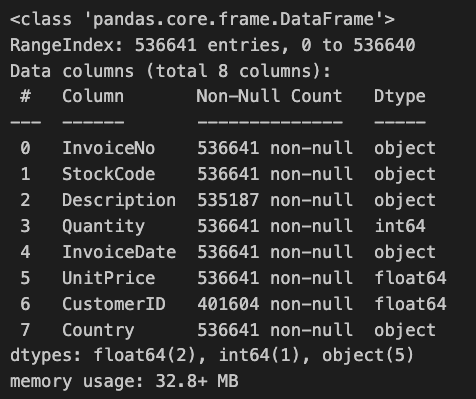 <class 'pandas.core.frame.DataFrame'>
RangeIndex: 536641 entries, 0 to 536640
Data columns (total 8 columns):
 #   Column       Non-Null Count   Dtype
---  ------       --------------   -----
 0   InvoiceNo    536641 non-null  object
 1   StockCode    536641 non-null  object
 2   Description  535187 non-null  object
 3   Quantity     536641 non-null  int64
 4   InvoiceDate  536641 non-null  object
 5   UnitPrice    536641 non-null  float64
 6   CustomerID   401604 non-null  float64
 7   Country      536641 non-null  object
dtypes: float64(2), int64(1), object(5)
memory usage: 32.8+ MB